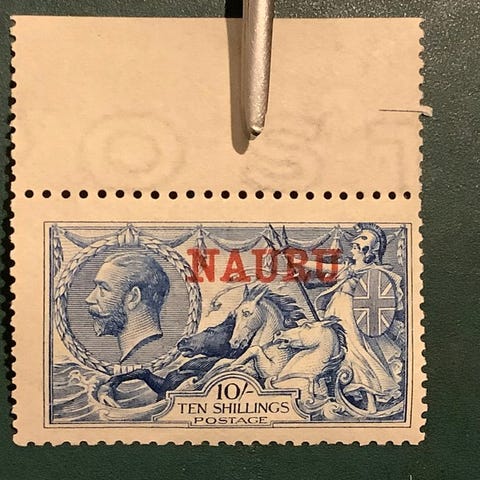 NAURU
10/-
TEN SHILLINGS
POSTAGE